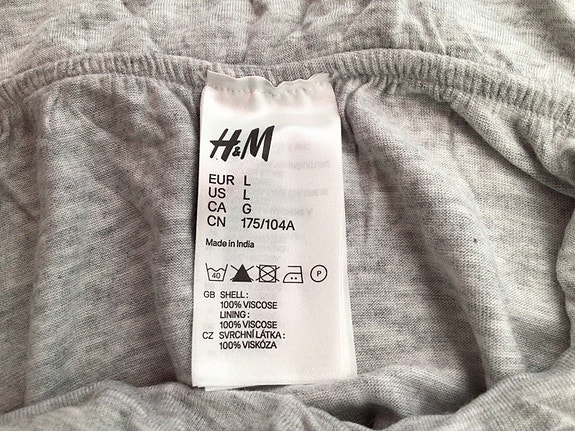 H&M
EUR L
US L
CA G
CN 175/104A
Made in India
40 P
GB SHELL:
100% VISCOSE
LINING:
100% VISCOSE
CZ SVRCHNÍ LÁTKA:
100% VISKÓZA